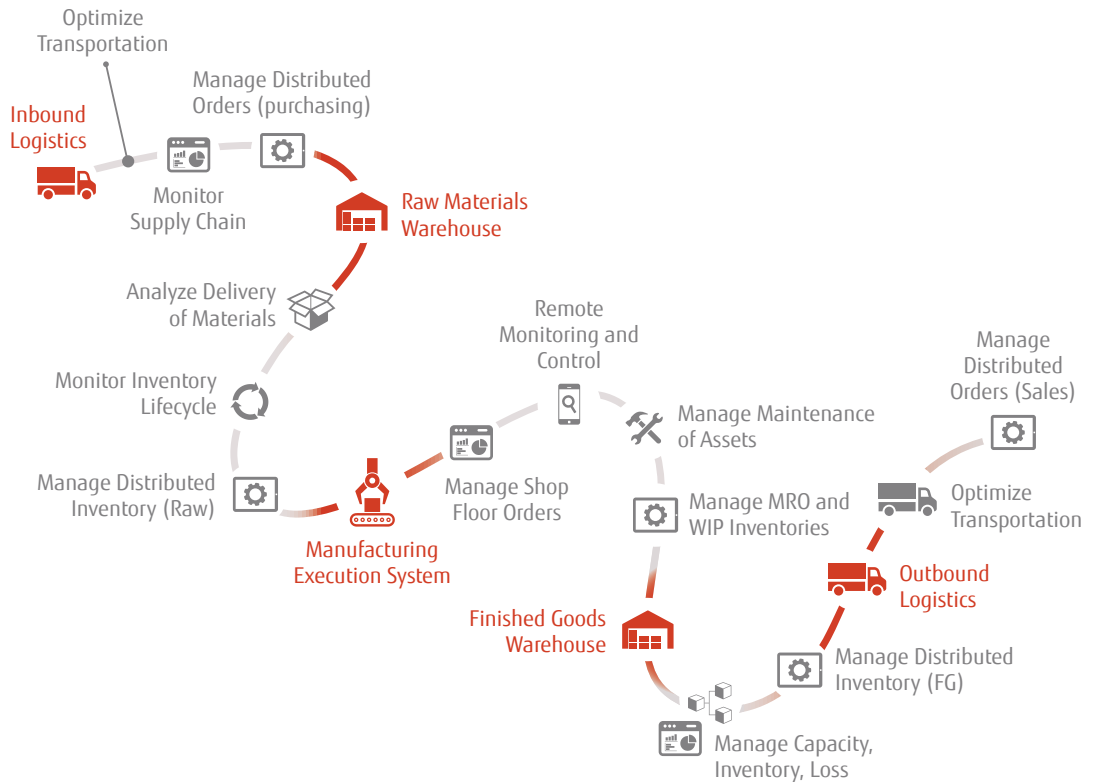 Optimize
Transportation
Manage Distributed
Orders (purchasing)
Inbound
Logistics
Monitor
Supply Chain
Raw Materials
Warehouse
Analyze Delivery
of Materials
Monitor Inventory
Lifecycle
Manage Distributed
Inventory (Raw)
Manufacturing
Execution System
Manage Shop
Floor Orders
Remote
Monitoring and
Control
Manage Maintenance
of Assets
Manage MRO and
WIP Inventories
Finished Goods
Warehouse
Manage Capacity,
Inventory, Loss
Manage Distributed
Inventory (FG)
Outbound
Logistics
Optimize
Transportation
Manage
Distributed
Orders (Sales)